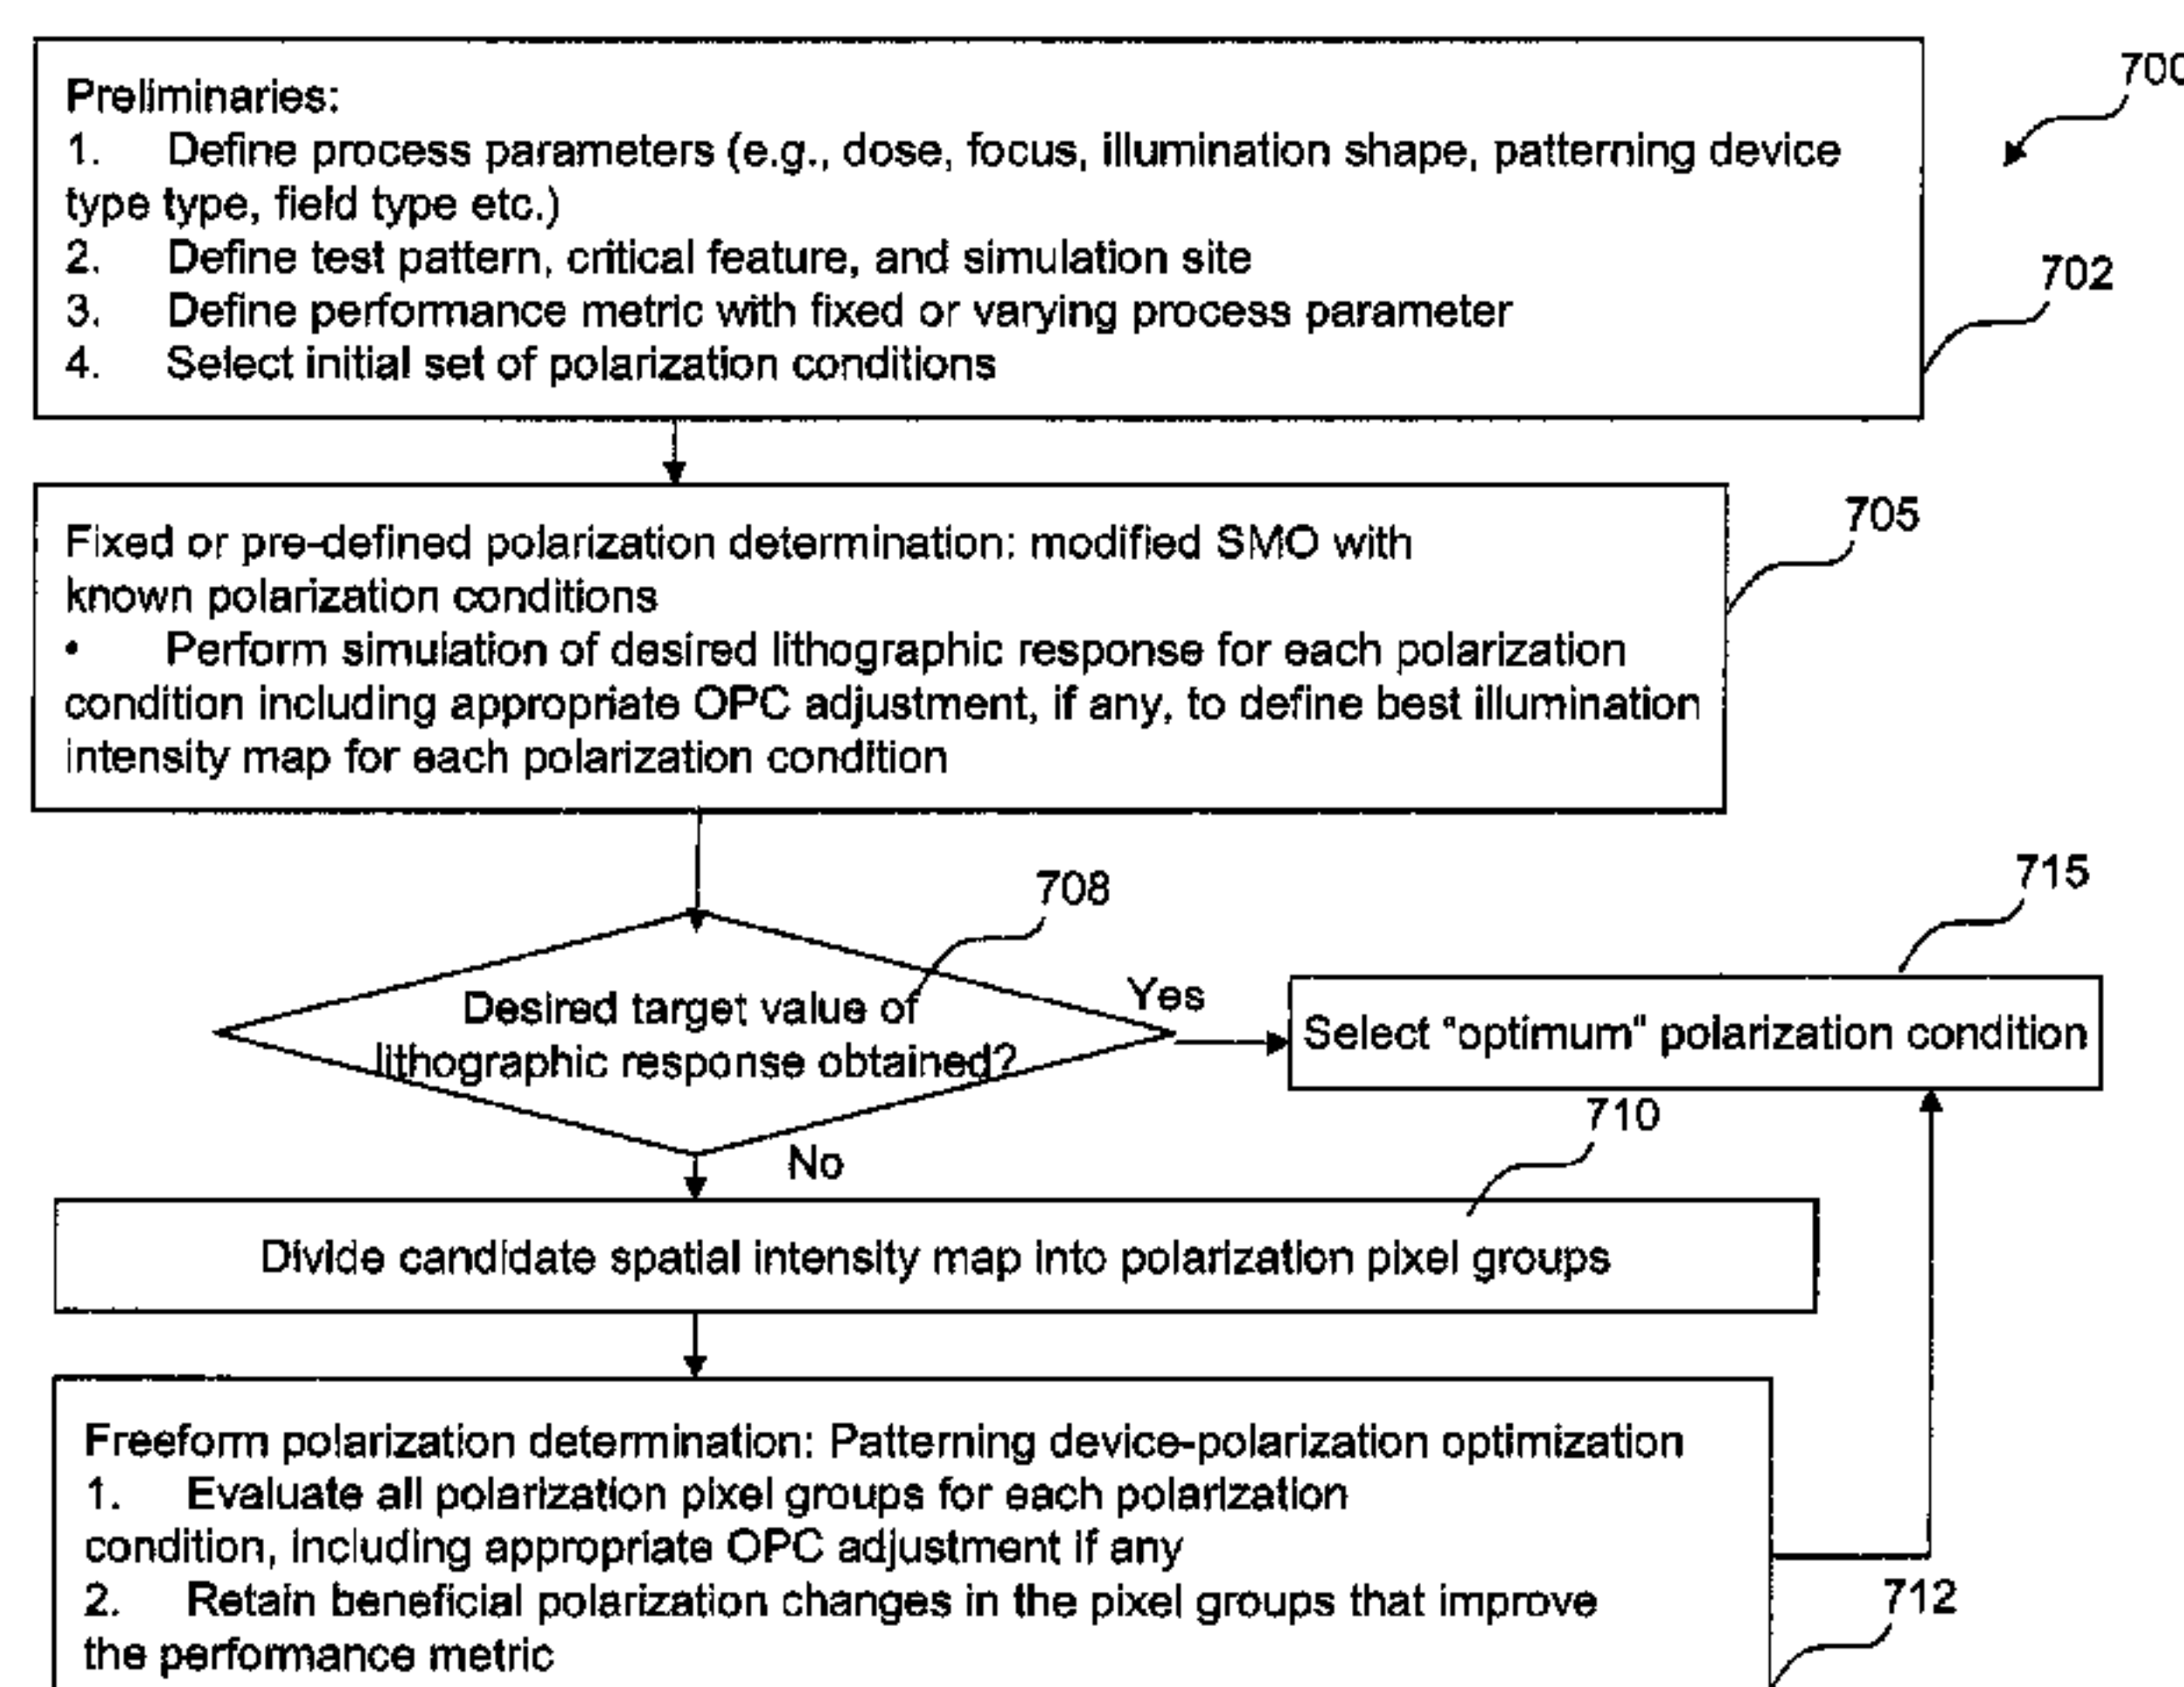 700
Preliminaries:
1. Define process parameters (e.g., dose, focus, illumination shape, patterning device
type type, field type etc.)
2. Define test pattern, critical feature, and simulation site
3. Define performance metric with fixed or varying process parameter
4. Select initial set of polarization conditions
702
Fixed or pre-defined polarization determination: modified SMO with
known polarization conditions
• Perform simulation of desired lithographic response for each polarization
condition including appropriate OPC adjustment, if any, to define best illumination
intensity map for each polarization condition
705
708
Desired target value of
lithographic response obtained?
Yes
715
Select "optimum" polarization condition
No
710
Divide candidate spatial intensity map into polarization pixel groups
Freeform polarization determination: Patterning device-polarization optimization
1. Evaluate all polarization pixel groups for each polarization
condition, including appropriate OPC adjustment if any
2. Retain beneficial polarization changes in the pixel groups that improve
the performance metric
712